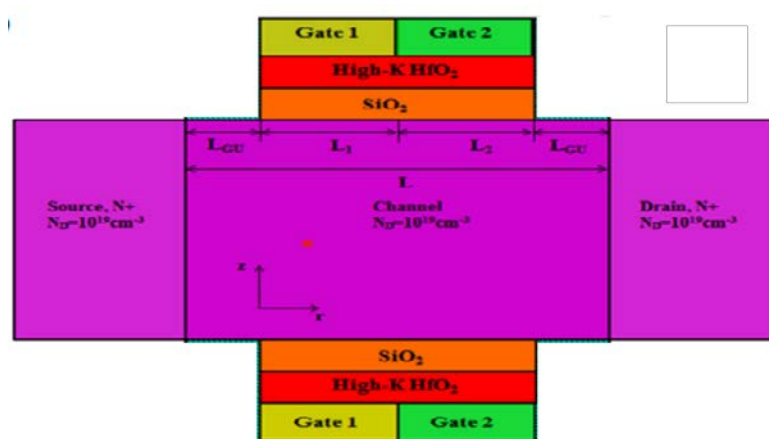 Gate 1 Gate 2
High-K HfO₂
SiO₂
L_GU L₁ L₂ L_GU
L
Source, N+ Channel Drain, N+
N_D=10¹⁹cm⁻³ N_D=10¹⁹cm⁻³ N_D=10¹⁹cm⁻³
z
r
SiO₂
High-K HfO₂
Gate 1 Gate 2